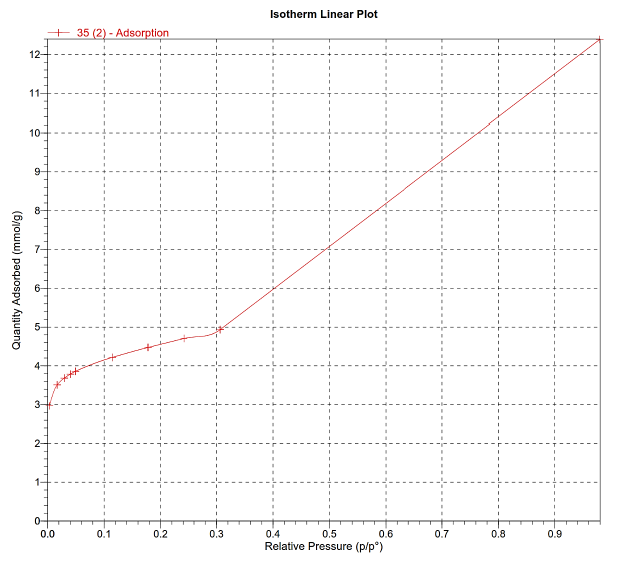 Isotherm Linear Plot
35 (2) - Adsorption
Quantity Adsorbed (mmol/g)
12
11
10
9
8
7
6
5
4
3
2
1
0
0.0 0.1 0.2 0.3 0.4 0.5 0.6 0.7 0.8 0.9
Relative Pressure (p/p°)